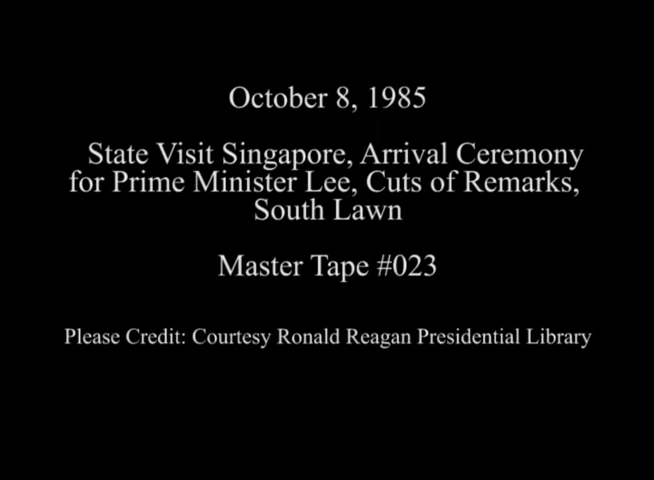 October 8, 1985
State Visit Singapore, Arrival Ceremony
for Prime Minister Lee, Cuts of Remarks,
South Lawn
Master Tape #023
Please Credit: Courtesy Ronald Reagan Presidential Library